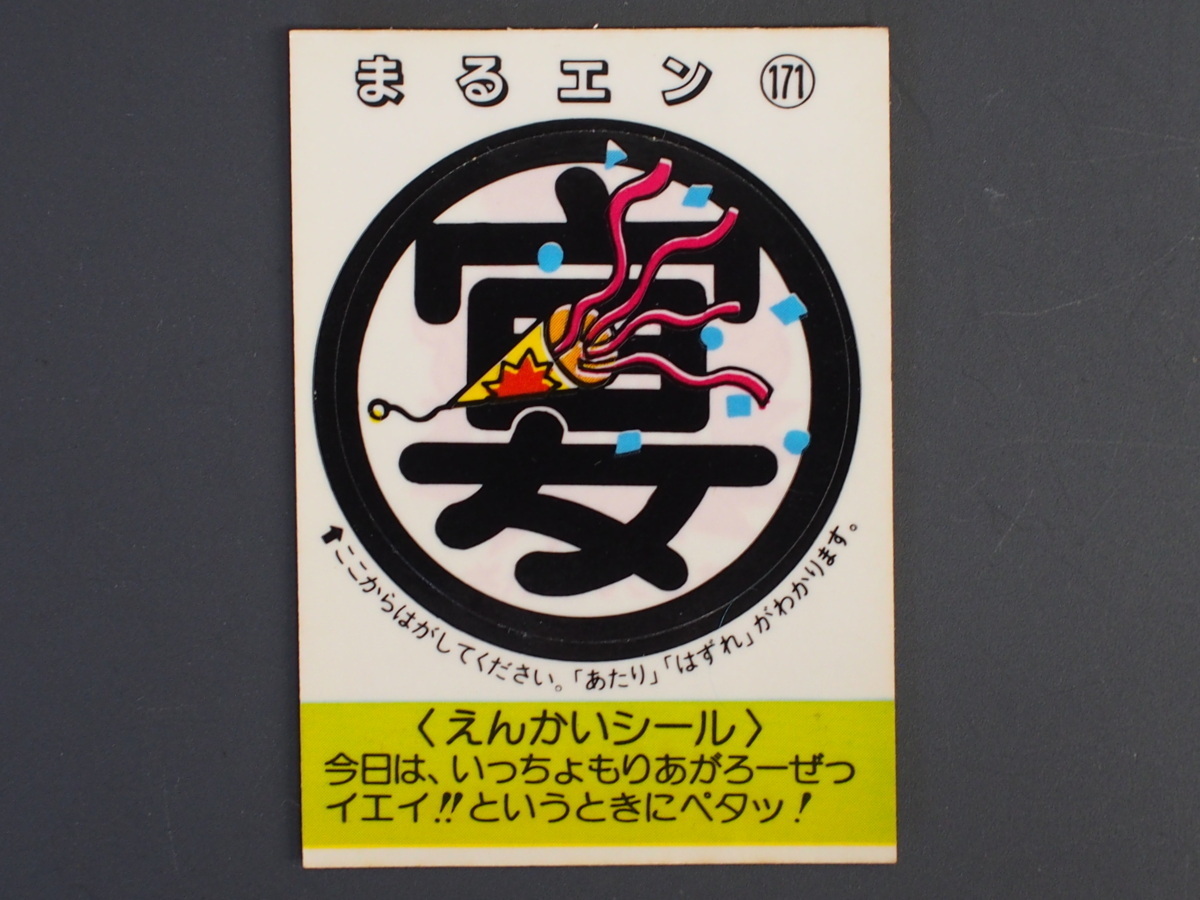 まるエン 171
宴
ここからはがしてください。「あたり」「はずれ」がわかります。
〈えんかいシール〉
今日は、いっちょもりあがろーぜっ
イエイ!!というときにペタッ!